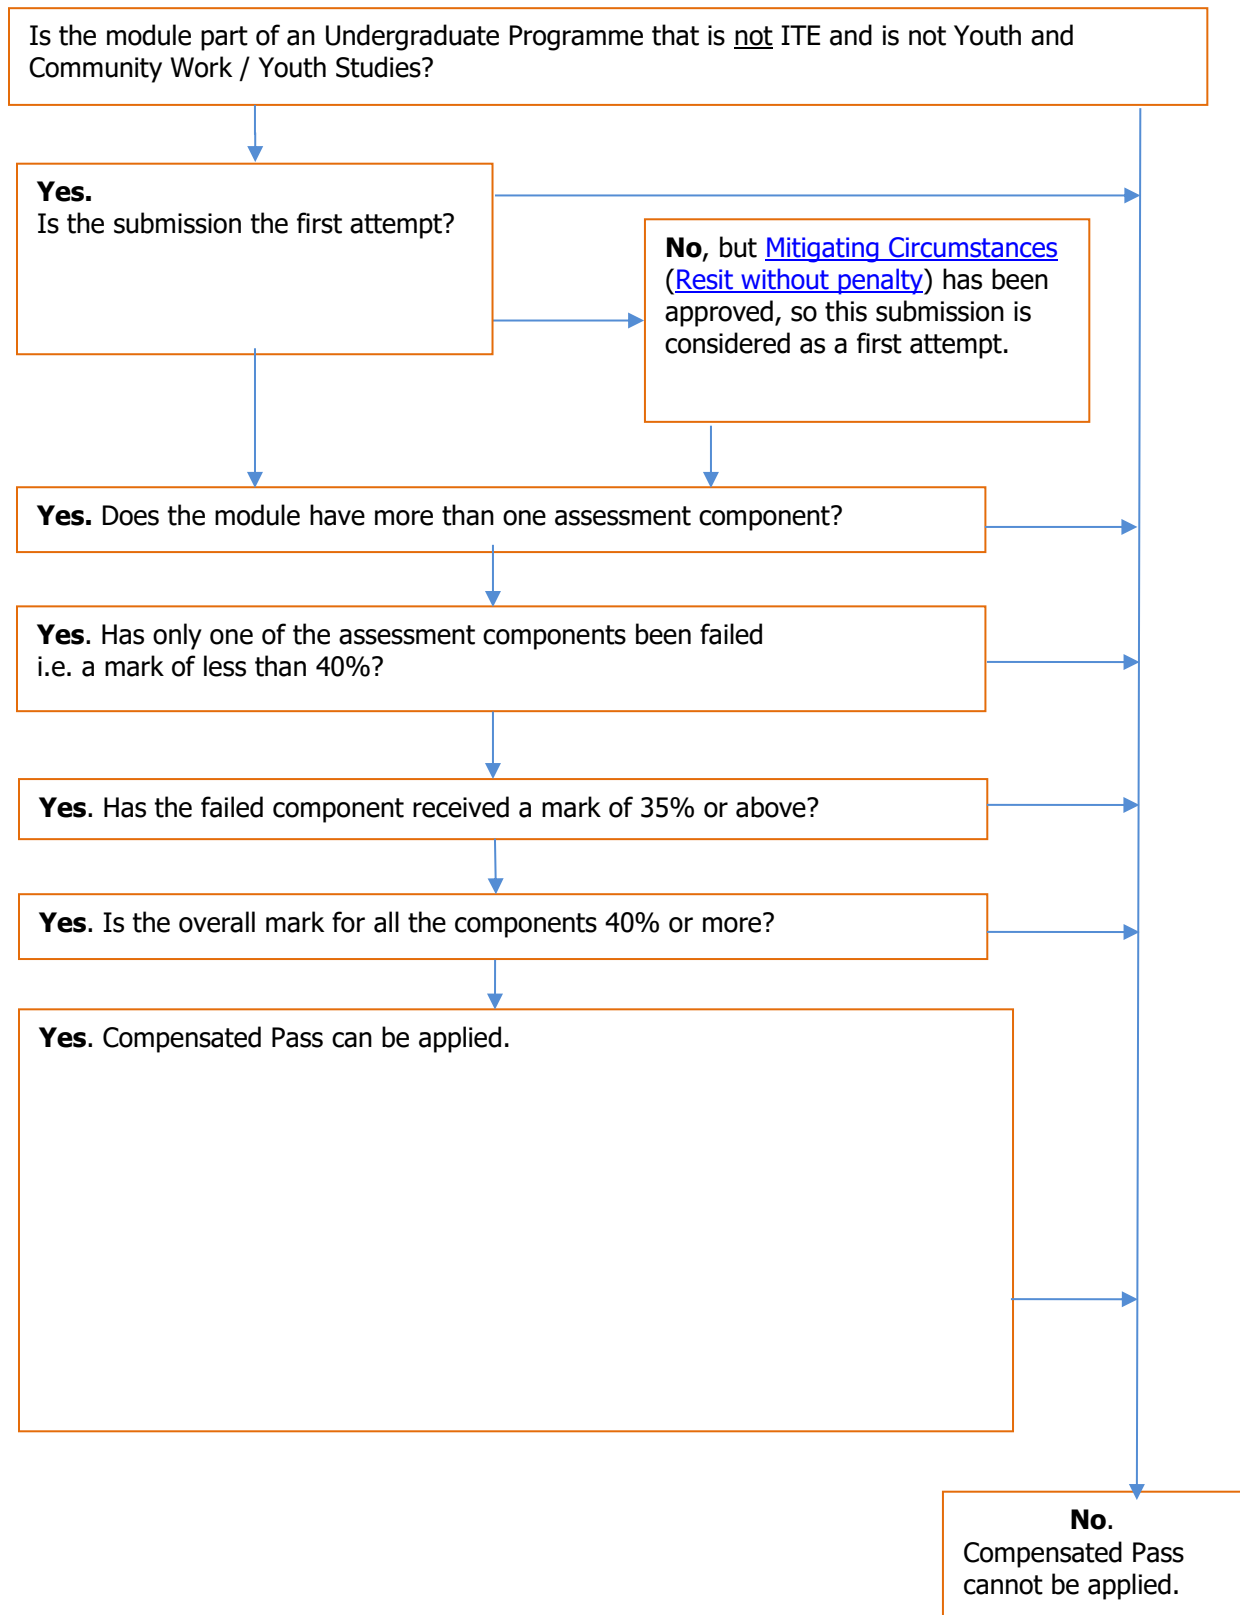 Is the module part of an Undergraduate Programme that is not ITE and is not Youth and
Community Work / Youth Studies?
Yes.
Is the submission the first attempt?
No, but Mitigating Circumstances
(Resit without penalty) has been
approved, so this submission is
considered as a first attempt.
Yes. Does the module have more than one assessment component?
Yes. Has only one of the assessment components been failed
i.e. a mark of less than 40%?
Yes. Has the failed component received a mark of 35% or above?
Yes. Is the overall mark for all the components 40% or more?
Yes. Compensated Pass can be applied.
No.
Compensated Pass
cannot be applied.